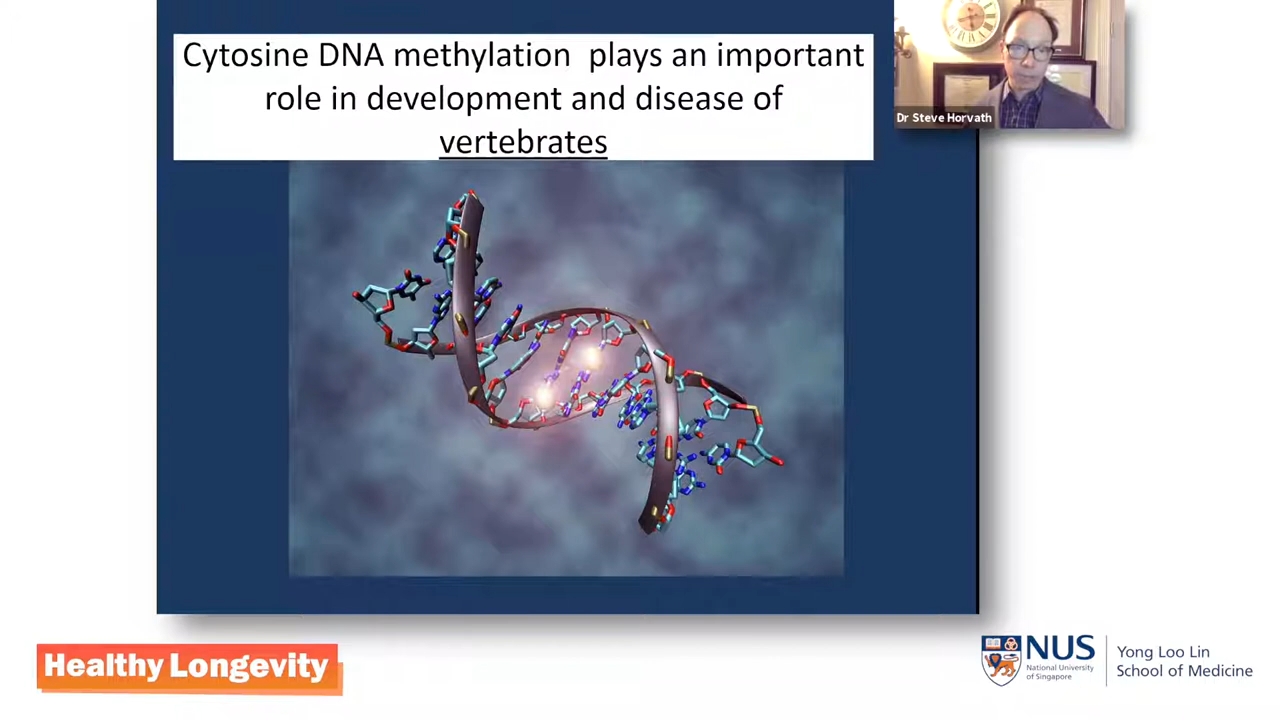 Cytosine DNA methylation plays an important
role in development and disease of
vertebrates
Dr Steve Horvath
Healthy Longevity
NUS
National University
of Singapore
Yong Loo Lin
School of Medicine